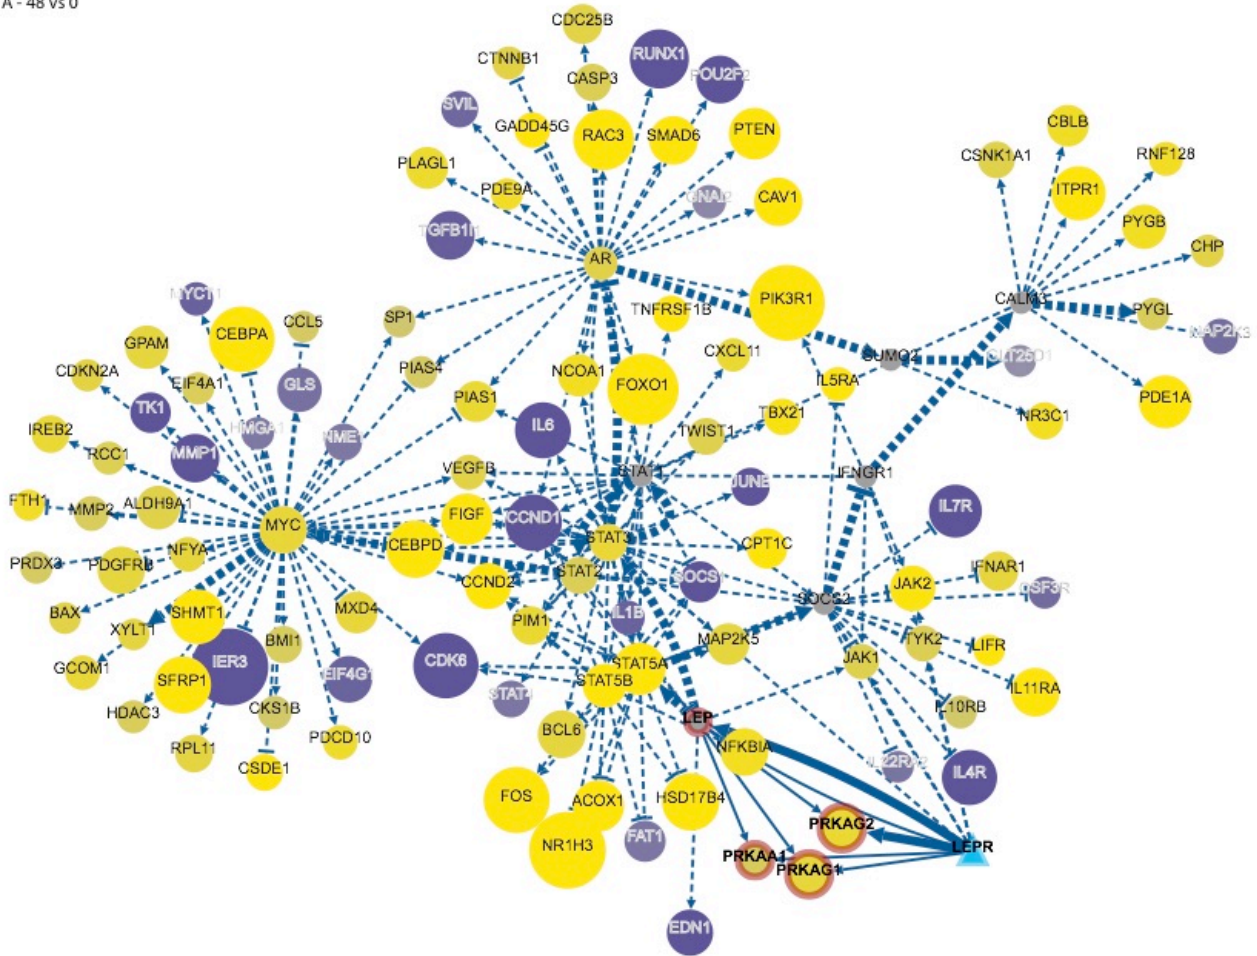 A - 48 vs 0
CDC25B
CTNNB1
RUNX1
CASP3
POU2F2
SVIL
GADD45G
RAC3
SMAD6
PTEN
CBLB
PLAGL1
CSNK1A1
RNF128
PDE9A
GNAI2
CAV1
ITPR1
TGFB1I1
PYGB
CHP
AR
MYCT1
PIK3R1
CALM3
TNFRSF1B
PYGL
MAP2K3
CEBPA
CCL5
SP1
GPAM
CXCL11
SUMO2
CDKN2A
EIF4A1
GLS
PIAS4
NCOA1
FOXO1
IL5RA
PDE1A
TK1
PIAS1
TBX21
NR3C1
IREB2
HMGA1
NME1
IL6
TWIST1
RCC1
MMP1
VEGFB
STAT1
IFNGR1
JUNB
FTH1
MMP2
ALDH9A1
MYC
FIGF
CCND1
IL7R
CEBPD
STAT3
CPT1C
PRDX3
PDGFRB
NFYA
CCND2
STAT2
SOCS1
JAK2
IFNAR1
CSF3R
BAX
XYLT1
SHMT1
MXD4
PIM1
IL1B
SOCS2
BMI1
MAP2K5
TYK2
LIFR
GCOM1
SFRP1
IER3
EIF4G1
CDK6
STAT5A
STAT5B
JAK1
IL11RA
STAT4
HDAC3
CKS1B
LEP
IL10RB
RPL11
PDCD10
BCL6
NFKBIA
CSDE1
IL22RA2
IL4R
FOS
ACOX1
HSD17B4
PRKAG2
FAT1
NR1H3
LEPR
PRKAA1
PRKAG1
EDN1